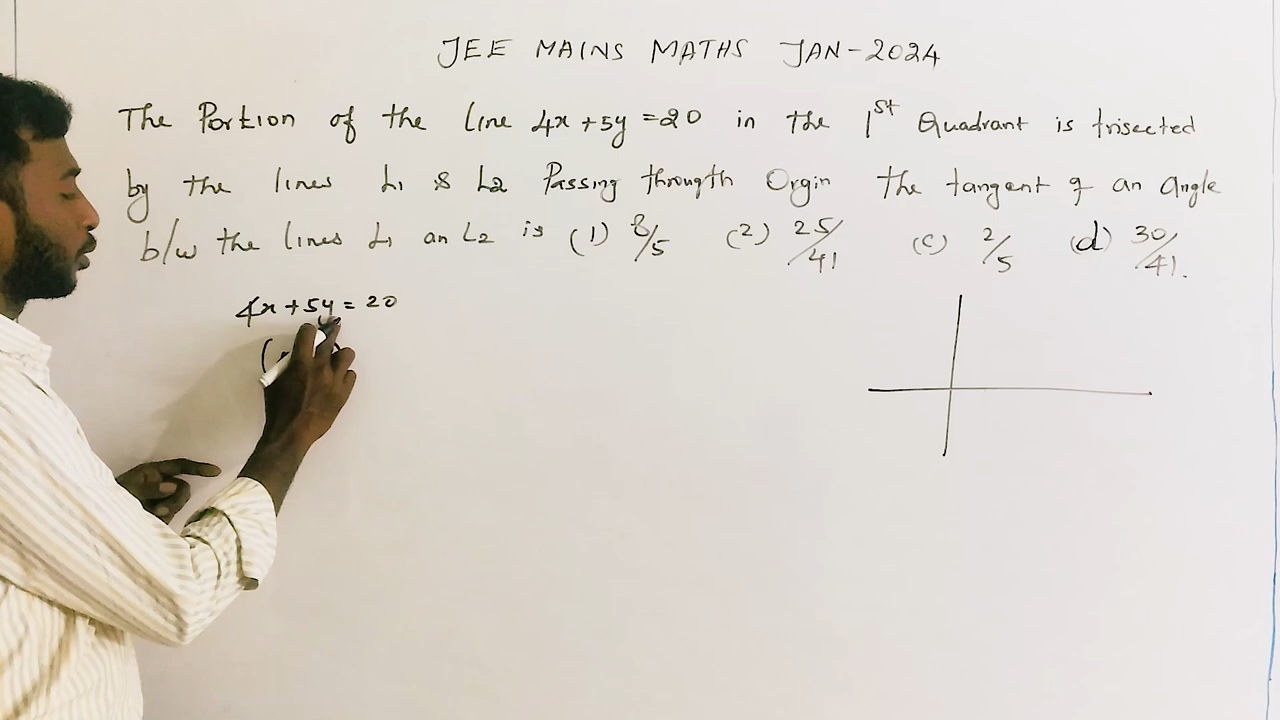 JEE MAINS MATHS JAN-2024
The Portion of the line 4x+5y=20 in the 1st Quadrant is trisected
by the lines L1 & L2 Passing throughth Orgin the tangent of an angle
b/w the lines L1 an L2 is (1) 8/5 (2) 25/41 (c) 2/5 (d) 30/41.
4x+5y=20
(